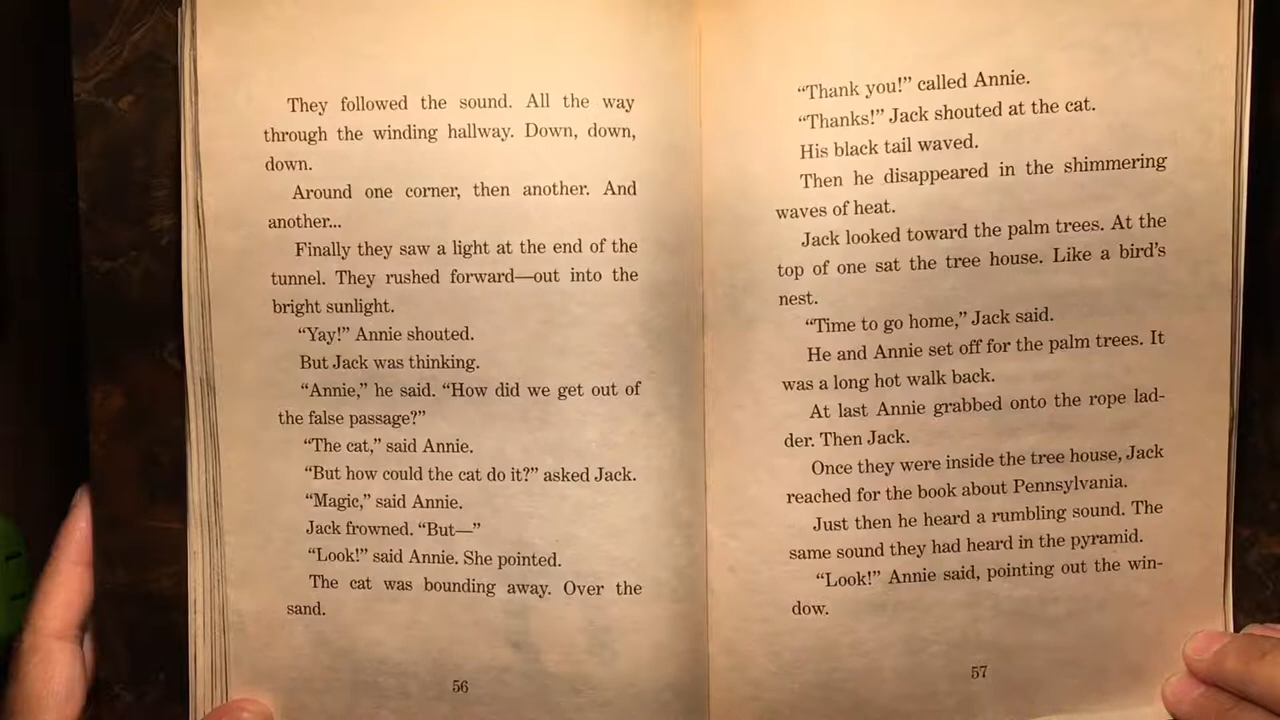 They followed the sound. All the way
through the winding hallway. Down, down,
down.
Around one corner, then another. And
another...
Finally they saw a light at the end of the
tunnel. They rushed forward—out into the
bright sunlight.
“Yay!” Annie shouted.
But Jack was thinking.
“Annie,” he said. “How did we get out of
the false passage?”
“The cat,” said Annie.
“But how could the cat do it?” asked Jack.
“Magic,” said Annie.
Jack frowned. “But—”
“Look!” said Annie. She pointed.
The cat was bounding away. Over the
sand.
56
“Thank you!” called Annie.
“Thanks!” Jack shouted at the cat.
His black tail waved.
Then he disappeared in the shimmering
waves of heat.
Jack looked toward the palm trees. At the
top of one sat the tree house. Like a bird’s
nest.
“Time to go home,” Jack said.
He and Annie set off for the palm trees. It
was a long hot walk back.
At last Annie grabbed onto the rope lad-
der. Then Jack.
Once they were inside the tree house, Jack
reached for the book about Pennsylvania.
Just then he heard a rumbling sound. The
same sound they had heard in the pyramid.
“Look!” Annie said, pointing out the win-
dow.
57